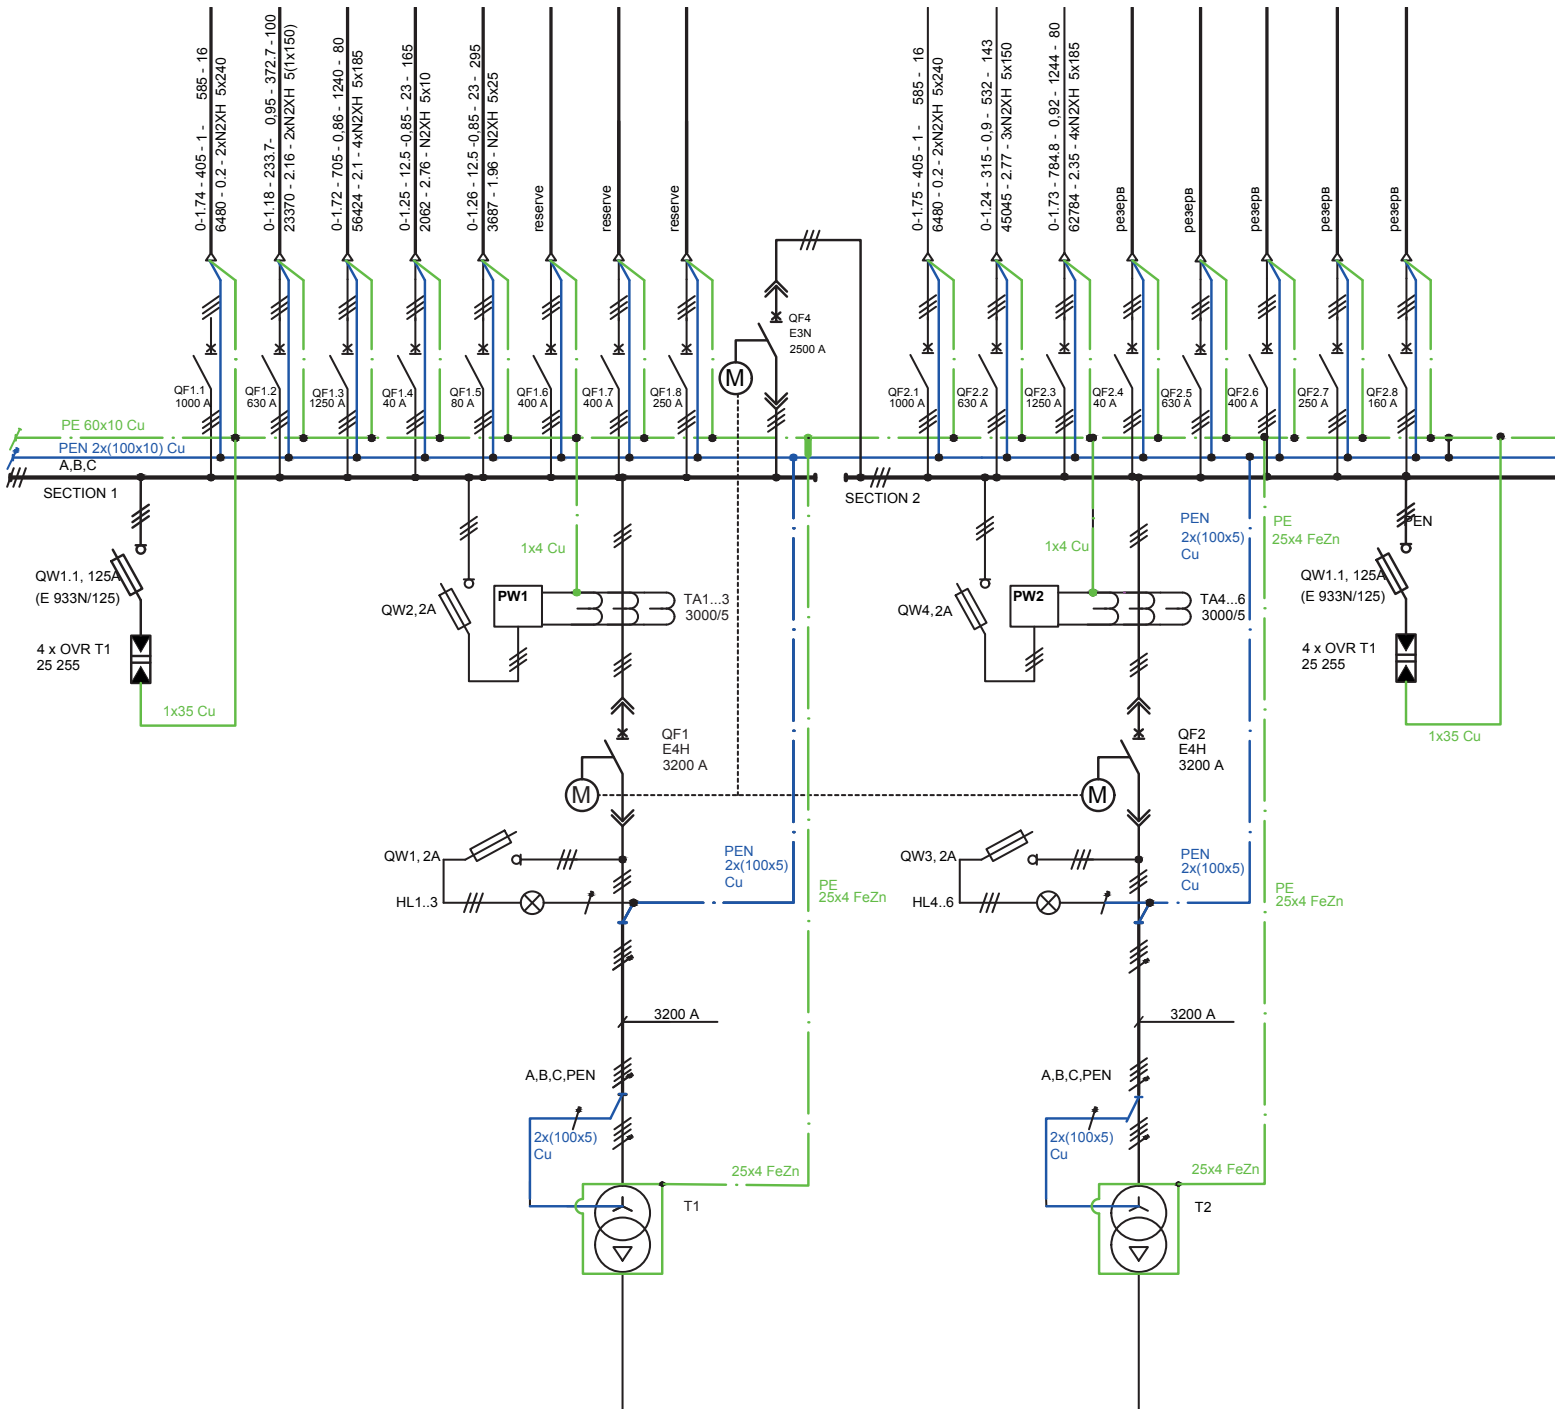 0-1.74 - 405 - 1 - 585 - 16
6480 - 0.2 - 2xN2XH 5x240
0-1.18 - 233.7- 0,95 - 372.7 - 100
23370 - 2.16 - 2xN2XH 5(1x150)
0-1.72 - 705 - 0,86 - 1240 - 80
56424 - 2.1 - 4xN2XH 5x185
0-1.25 - 12.5 -0,85 - 23 - 165
2062 - 2.76 - N2XH 5x10
0-1.26 - 12.5 -0,85 - 23 - 295
3687 - 1.96 - N2XH 5x25
reserve
reserve
reserve
0-1.75 - 405 - 1 - 585 - 16
6480 - 0.2 - 2xN2XH 5x240
0-1.24 - 315 - 0,9 - 532 - 143
45045 - 2.77 - 3xN2XH 5x150
0-1.73 - 784.8 - 0,92 - 1244 - 80
62784 - 2.35 - 4xN2XH 5x185
резерв
резерв
резерв
резерв
резерв
QF4
E3N
2500 A
M
QF1.1
1000 A
QF1.2
630 A
QF1.3
1250 A
QF1.4
40 A
QF1.5
80 A
QF1.6
400 A
QF1.7
400 A
QF1.8
250 A
QF2.1
1000 A
QF2.2
630 A
QF2.3
1250 A
QF2.4
40 A
QF2.5
630 A
QF2.6
400 A
QF2.7
250 A
QF2.8
160 A
PE 60x10 Cu
PEN 2x(100x10) Cu
A,B,C
SECTION 1
SECTION 2
QW1.1, 125A
(E 933N/125)
4 x OVR T1
25 255
1x35 Cu
1x4 Cu
QW2, 2A
PW1
TA1...3
3000/5
QF1
E4H
3200 A
M
QW1, 2A
HL1..3
PEN
2x(100x5)
Cu
PE
25x4 FeZn
3200 A
A,B,C,PEN
2x(100x5)
Cu
25x4 FeZn
T1
1x4 Cu
QW4, 2A
PW2
TA4...6
3000/5
PEN
2x(100x5)
Cu
PE
25x4 FeZn
PEN
QW1.1, 125A
(E 933N/125)
4 x OVR T1
25 255
1x35 Cu
QF2
E4H
3200 A
M
QW3, 2A
HL4..6
PEN
2x(100x5)
Cu
PE
25x4 FeZn
3200 A
A,B,C,PEN
2x(100x5)
Cu
25x4 FeZn
T2